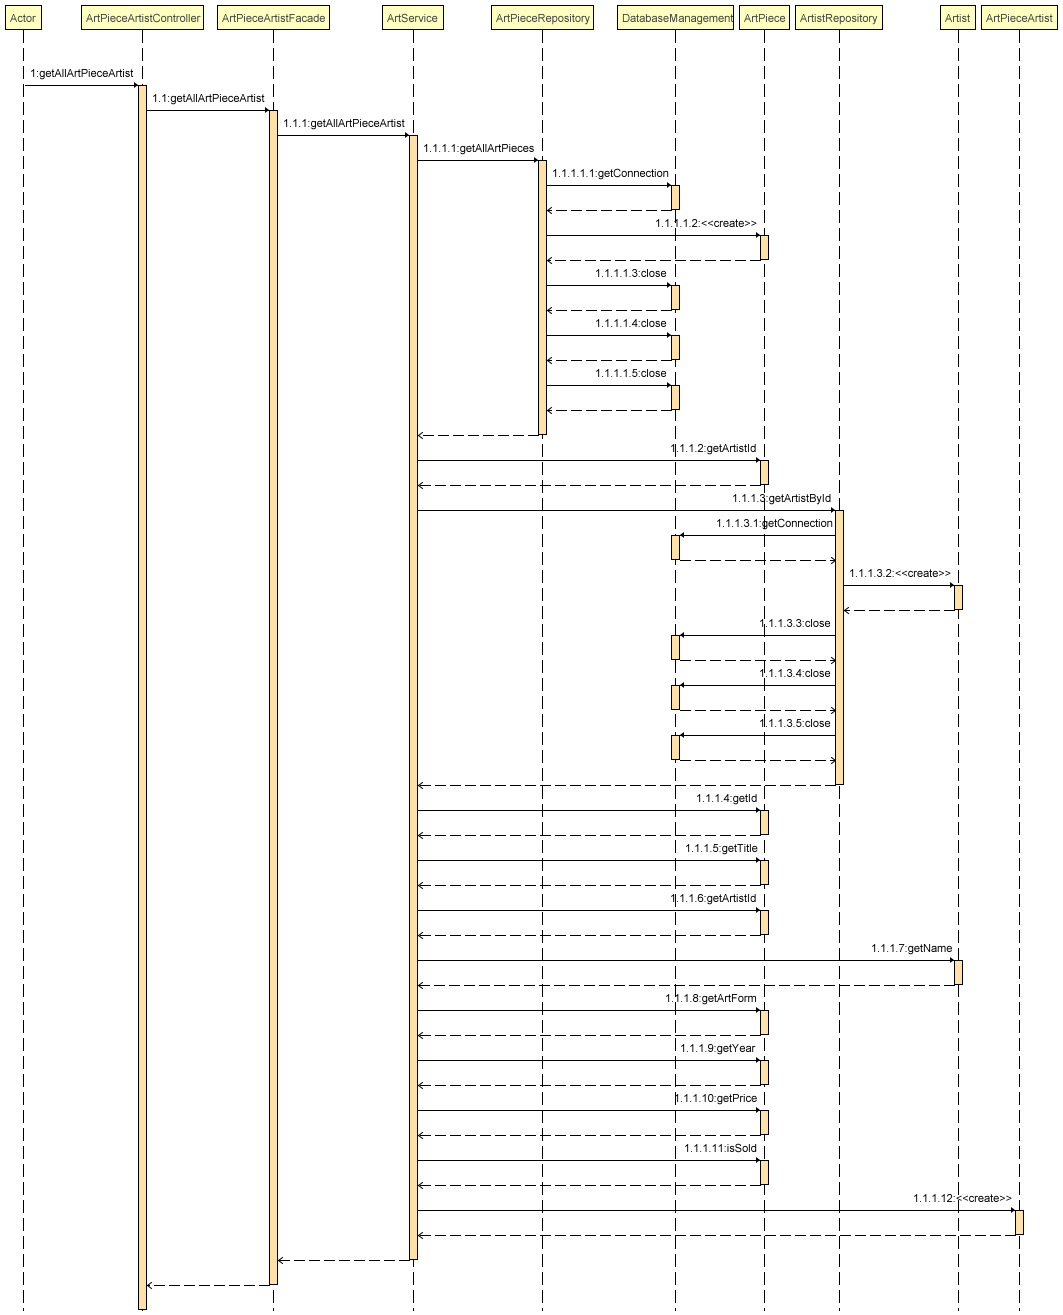 Actor
ArtPieceArtistController
ArtPieceArtistFacade
ArtService
ArtPieceRepository
DatabaseManagement
ArtPiece
ArtistRepository
Artist
ArtPieceArtist
1:getAllArtPieceArtist
1.1:getAllArtPieceArtist
1.1.1:getAllArtPieceArtist
1.1.1.1:getAllArtPieces
1.1.1.1.1:getConnection
1.1.1.1.2:<<create>>
1.1.1.1.3:close
1.1.1.1.4:close
1.1.1.1.5:close
1.1.1.2:getArtistId
1.1.1.3:getArtistById
1.1.1.3.1:getConnection
1.1.1.3.2:<<create>>
1.1.1.3.3:close
1.1.1.3.4:close
1.1.1.3.5:close
1.1.1.4:getId
1.1.1.5:getTitle
1.1.1.6:getArtistId
1.1.1.7:getName
1.1.1.8:getArtForm
1.1.1.9:getYear
1.1.1.10:getPrice
1.1.1.11:isSold
1.1.1.12:<<create>>